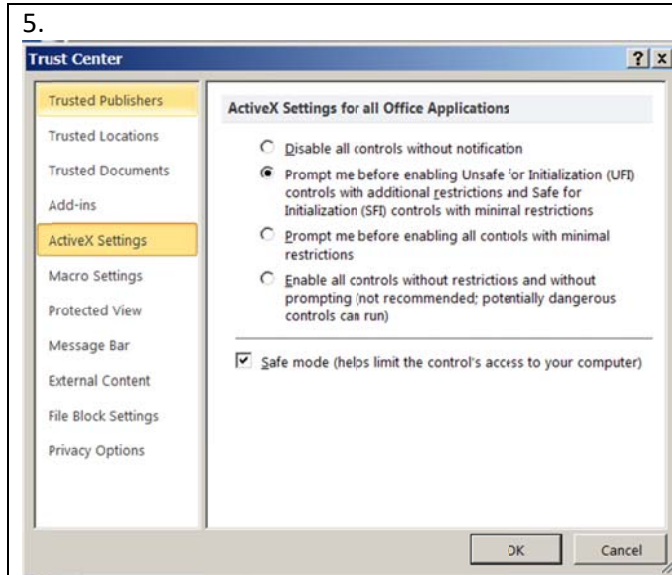 5.
Trust Center
Trusted Publishers
Trusted Locations
Trusted Documents
Add-ins
ActiveX Settings
Macro Settings
Protected View
Message Bar
External Content
File Block Settings
Privacy Options
ActiveX Settings for all Office Applications
Disable all controls without notification
Prompt me before enabling Unsafe for Initialization (UFI)
controls with additional restrictions and Safe for
Initialization (SFI) controls with minimal restrictions
Prompt me before enabling all controls with minimal
restrictions
Enable all controls without restrictions and without
prompting (not recommended; potentially dangerous
controls can run)
Safe mode (helps limit the control's access to your computer)
OK Cancel